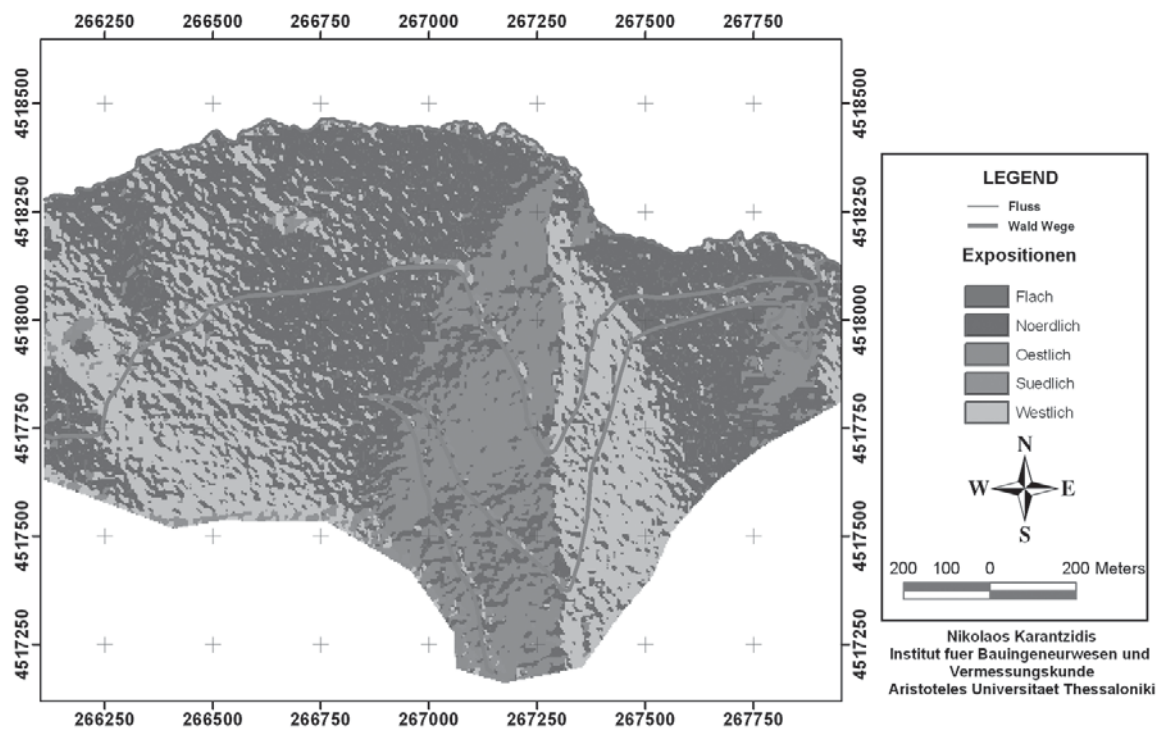 266250 266500 266750 267000 267250 267500 267750
4518500 4518500
4518250 4518250
4518000 4518000
4517750 4517750
4517500 4517500
4517250 4517250
266250 266500 266750 267000 267250 267500 267750
LEGEND
Fluss
Wald Wege
Expositionen
Flach
Noerdlich
Oestlich
Suedlich
Westlich
N
W E
S
200 100 0 200 Meters
Nikolaos Karantzidis
Institut fuer Bauingeneurwesen und
Vermessungskunde
Aristoteles Universitaet Thessaloniki